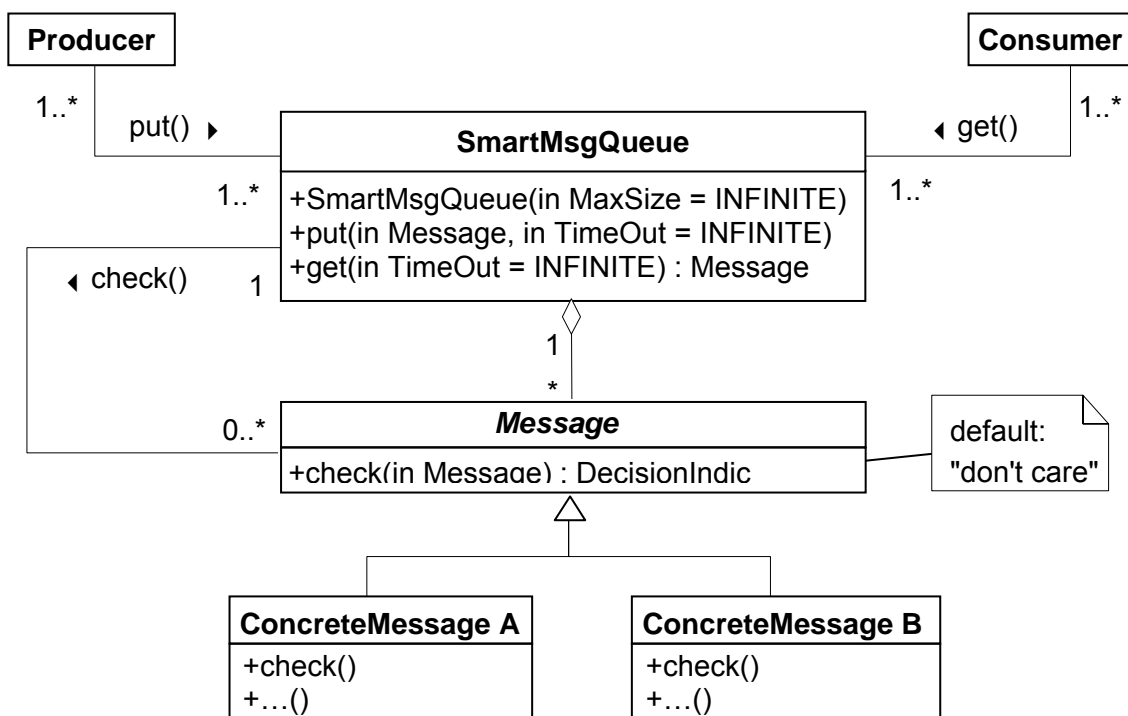 Producer
Consumer
1..*
put()
SmartMsgQueue
get()
1..*
1..*
+SmartMsgQueue(in MaxSize = INFINITE)
+put(in Message, in TimeOut = INFINITE)
+get(in TimeOut = INFINITE) : Message
1..*
check()
1
1
*
0..*
Message
+check(in Message) : DecisionIndic
default:
"don't care"
ConcreteMessage A
+check()
+…()
ConcreteMessage B
+check()
+…()